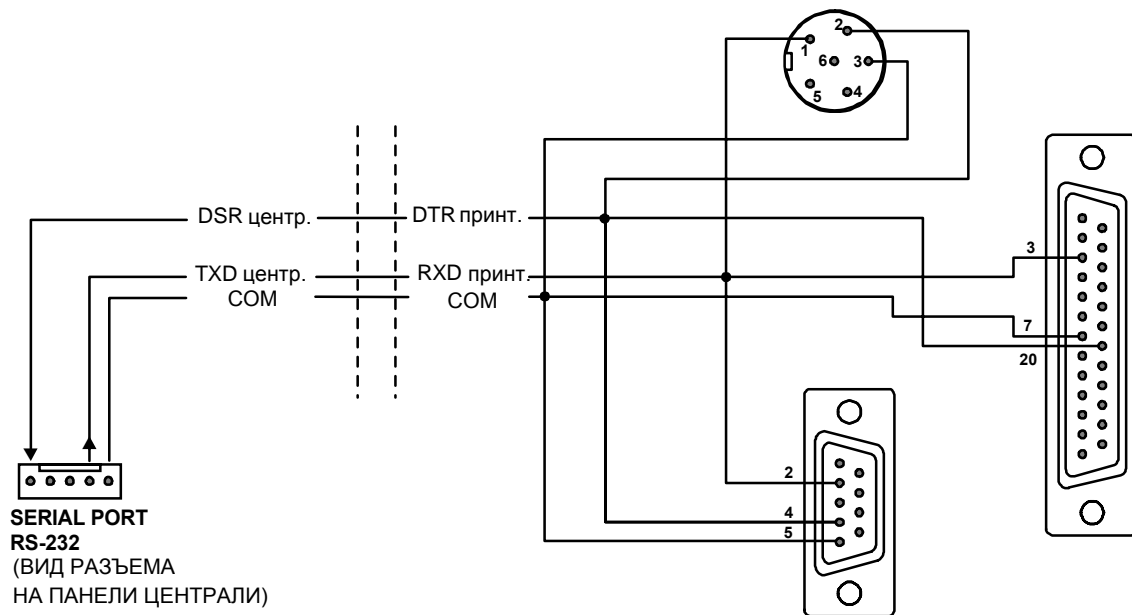 2
1
6
3
5
4
DSR центр.
DTR принт.
TXD центр.
RXD принт.
COM
COM
3
7
20
2
4
5
SERIAL PORT
RS-232
(ВИД РАЗЪЕМА
НА ПАНЕЛИ ЦЕНТРАЛИ)